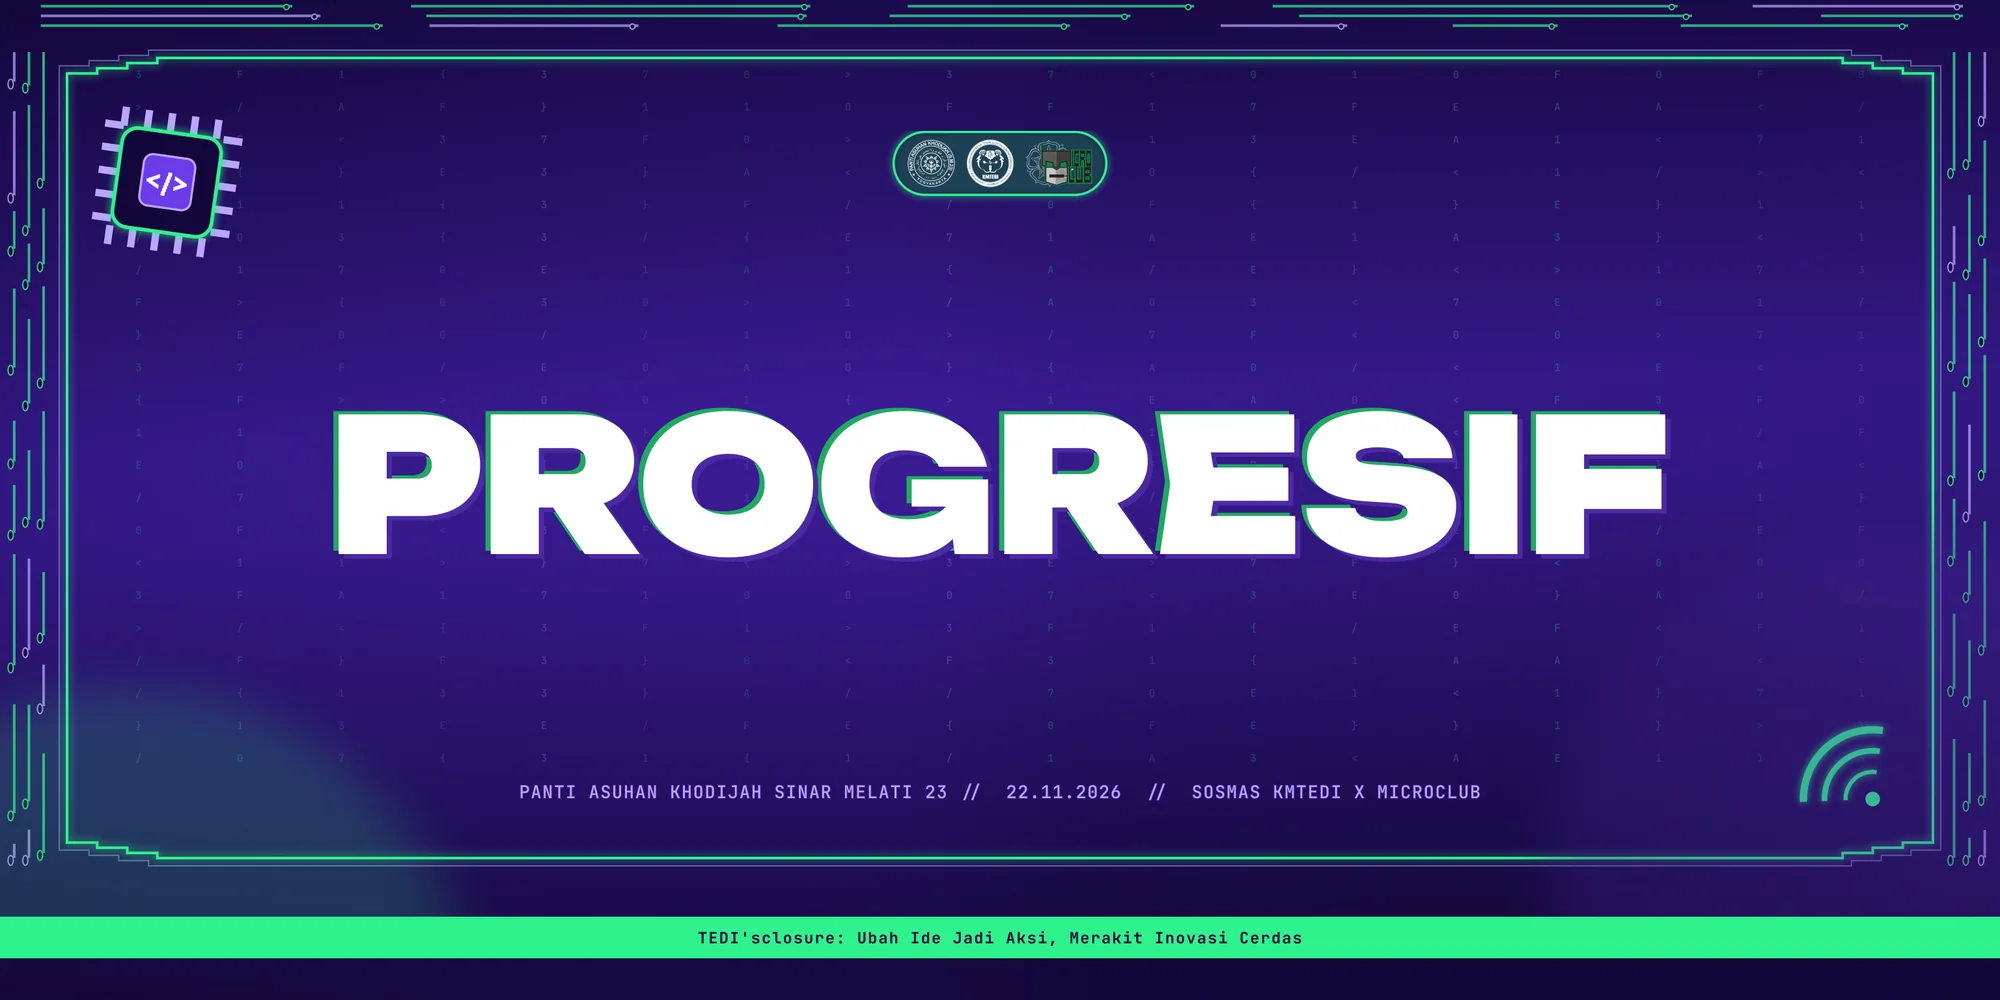 </>
KMTEDI
PROGRESIF
PANTI ASUHAN KHODIJAH SINAR MELATI 23 // 22.11.2026 // SOSMAS KMTEDI X MICROCLUB
TEDI'sclosure: Ubah Ide Jadi Aksi, Merakit Inovasi Cerdas